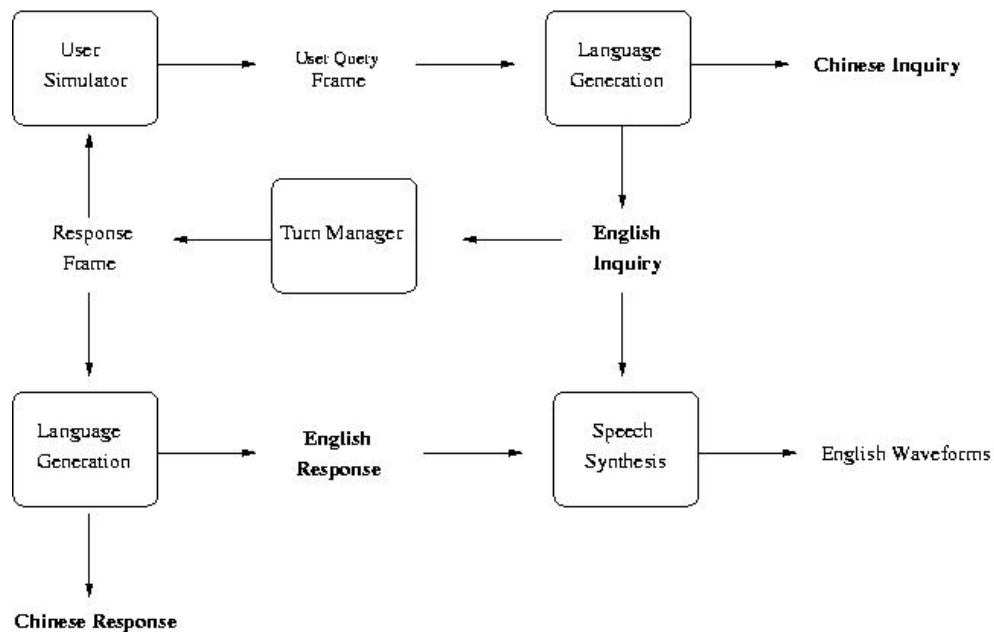 User
Simulator
User Query
Frame
Language
Generation
Chinese Inquiry
Response
Frame
Turn Manager
English
Inquiry
Language
Generation
English
Response
Speech
Synthesis
English Waveforms
Chinese Response